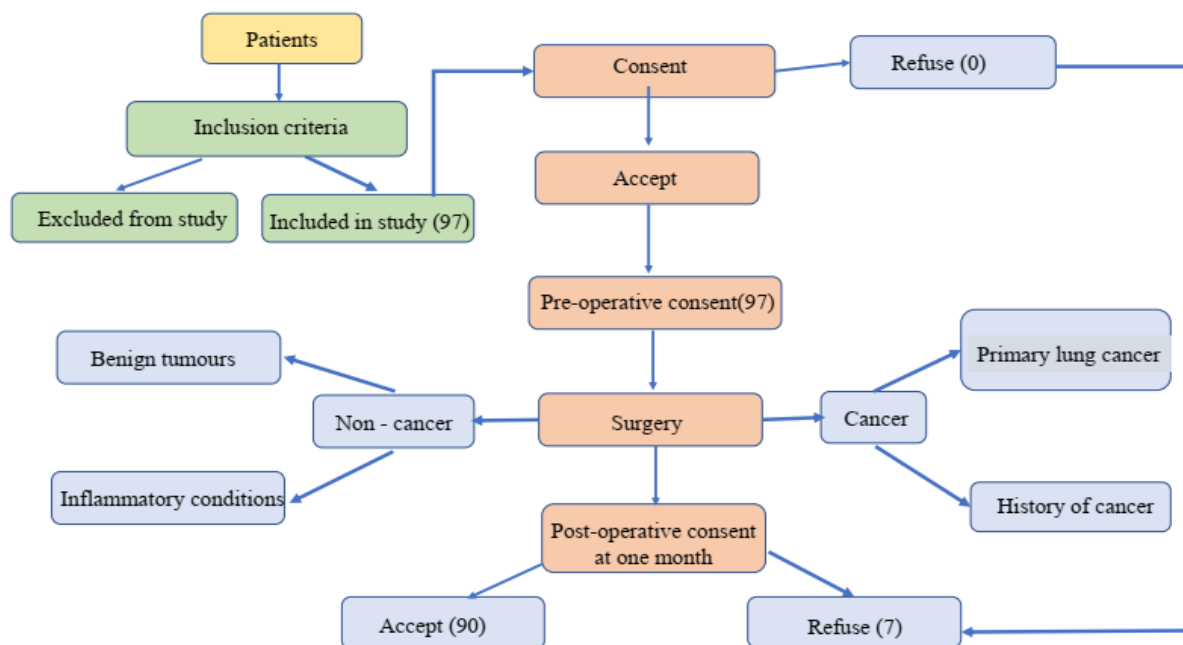 Patients
Consent
Refuse (0)
Inclusion criteria
Accept
Excluded from study
Included in study (97)
Pre-operative consent(97)
Benign tumours
Primary lung cancer
Non - cancer
Surgery
Cancer
Inflammatory conditions
History of cancer
Post-operative consent
at one month
Accept (90)
Refuse (7)